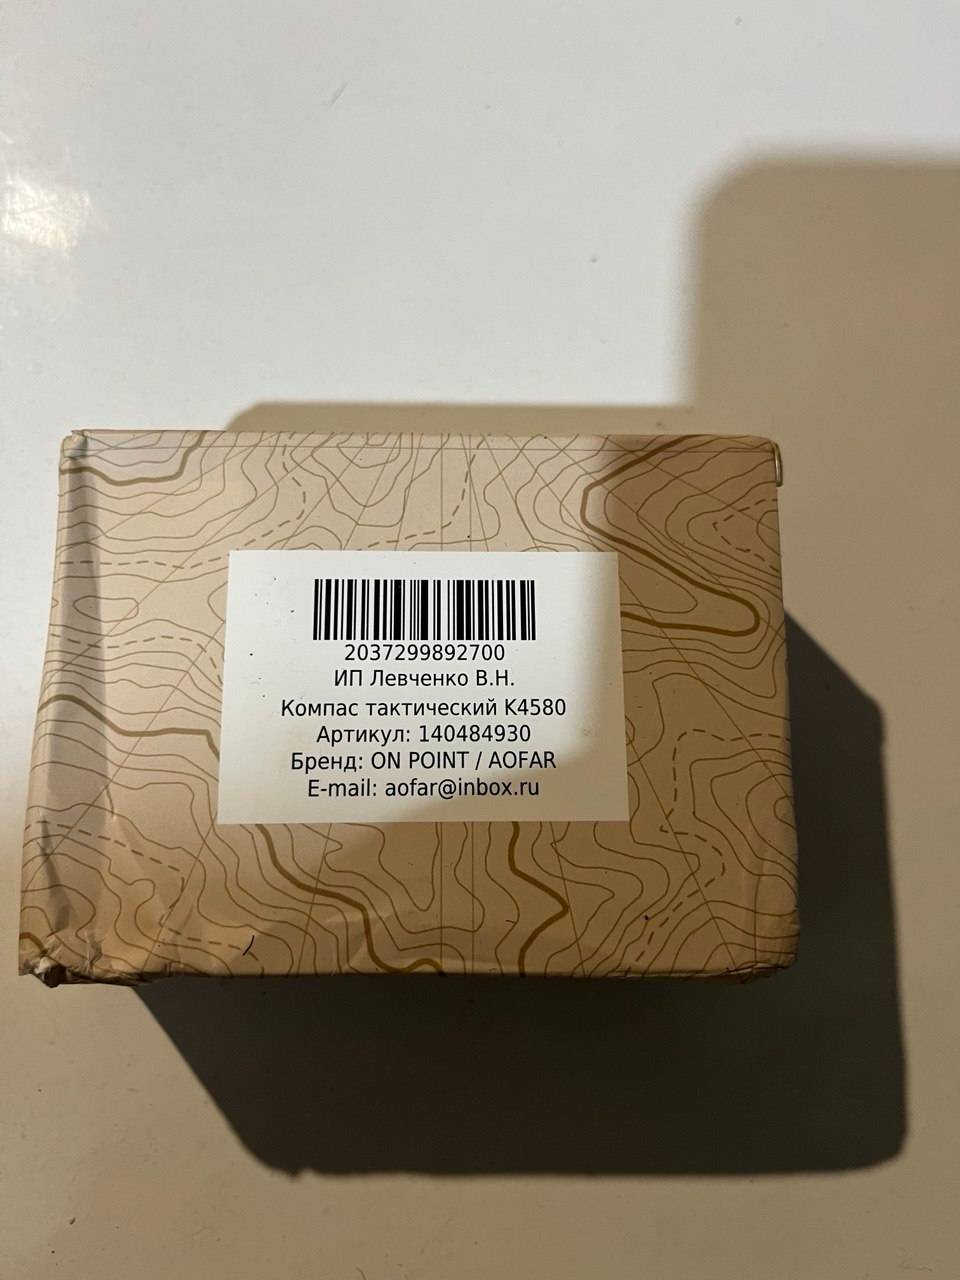 2037299892700
ИП Левченко В.Н.
Компас тактический K4580
Артикул: 140484930
Бренд: ON POINT / AOFAR
E-mail: aofar@inbox.ru